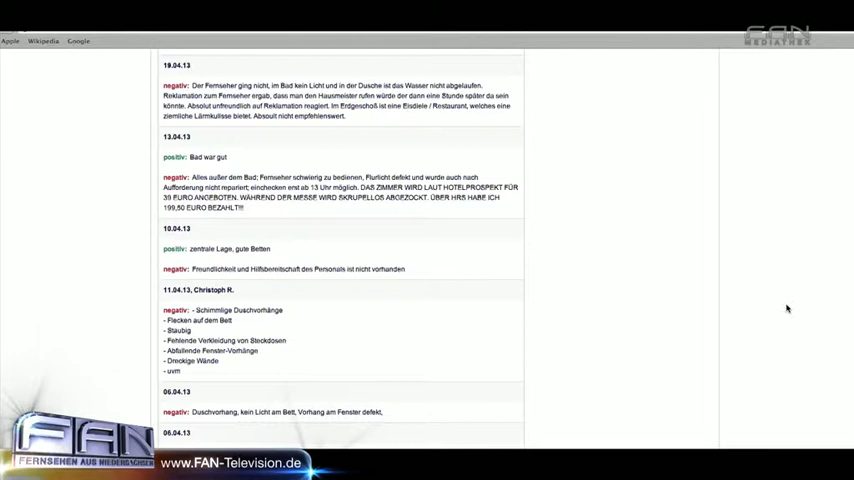 Apple Wikipedia Google
FAN
MEDIATHEK
19.04.13
negativ: Der Fernseher ging nicht, im Bad kein Licht und in der Dusche ist das Wasser nicht abgelaufen.
Reklamation zum Fernseher ergab, dass man den Hausmeister rufen würde der dann eine Stunde später da sein
könnte. Absolut unfreundlich auf Reklamation reagiert. Im Erdgeschoß ist eine Eisdiele / Restaurant, welches eine
ziemliche Lärmkulisse bietet. Absoult nicht empfehlenswert.
13.04.13
positiv: Bad war gut
negativ: Alles außer dem Bad; Fernseher schwierig zu bedienen, Flurlicht defekt und wurde auch nach
Aufforderung nicht repariert; einchecken erst ab 13 Uhr möglich. DAS ZIMMER WIRD LAUT HOTELPROSPEKT FÜR
39 EURO ANGEBOTEN. WÄHREND DER MESSE WIRD SKRUPELLOS ABGEZOCKT. ÜBER HRS HABE ICH
199,50 EURO BEZAHLT!!!
10.04.13
positiv: zentrale Lage, gute Betten
negativ: Freundlichkeit und Hilfsbereitschaft des Personals ist nicht vorhanden
11.04.13, Christoph R.
negativ: - Schimmlige Duschvorhänge
- Flecken auf dem Bett
- Staubig
- Fehlende Verkleidung von Steckdosen
- Abfallende Fenster-Vorhänge
- Dreckige Wände
- uvm
06.04.13
negativ: Duschvorhang, kein Licht am Bett, Vorhang am Fenster defekt,
06.04.13
FAN
FERNSEHEN AUS NIEDERSACHSEN
www.FAN-Television.de